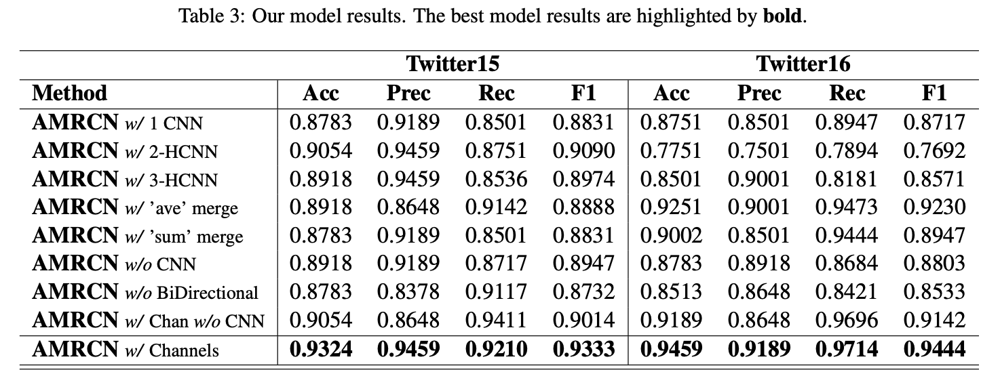 Table 3: Our model results. The best model results are highlighted by bold.
Twitter15 Twitter16
Method Acc Prec Rec F1 Acc Prec Rec F1
AMRCN w/ 1 CNN 0.8783 0.9189 0.8501 0.8831 0.8751 0.8501 0.8947 0.8717
AMRCN w/ 2-HCNN 0.9054 0.9459 0.8751 0.9090 0.7751 0.7501 0.7894 0.7692
AMRCN w/ 3-HCNN 0.8918 0.9459 0.8536 0.8974 0.8501 0.9001 0.8181 0.8571
AMRCN w/ ’ave’ merge 0.8918 0.8648 0.9142 0.8888 0.9251 0.9001 0.9473 0.9230
AMRCN w/ ’sum’ merge 0.8783 0.9189 0.8501 0.8831 0.9002 0.8501 0.9444 0.8947
AMRCN w/o CNN 0.8918 0.9189 0.8717 0.8947 0.8783 0.8918 0.8684 0.8803
AMRCN w/o BiDirectional 0.8783 0.8378 0.9117 0.8732 0.8513 0.8648 0.8421 0.8533
AMRCN w/ Chan w/o CNN 0.9054 0.8648 0.9411 0.9014 0.9189 0.8648 0.9696 0.9142
AMRCN w/ Channels 0.9324 0.9459 0.9210 0.9333 0.9459 0.9189 0.9714 0.9444